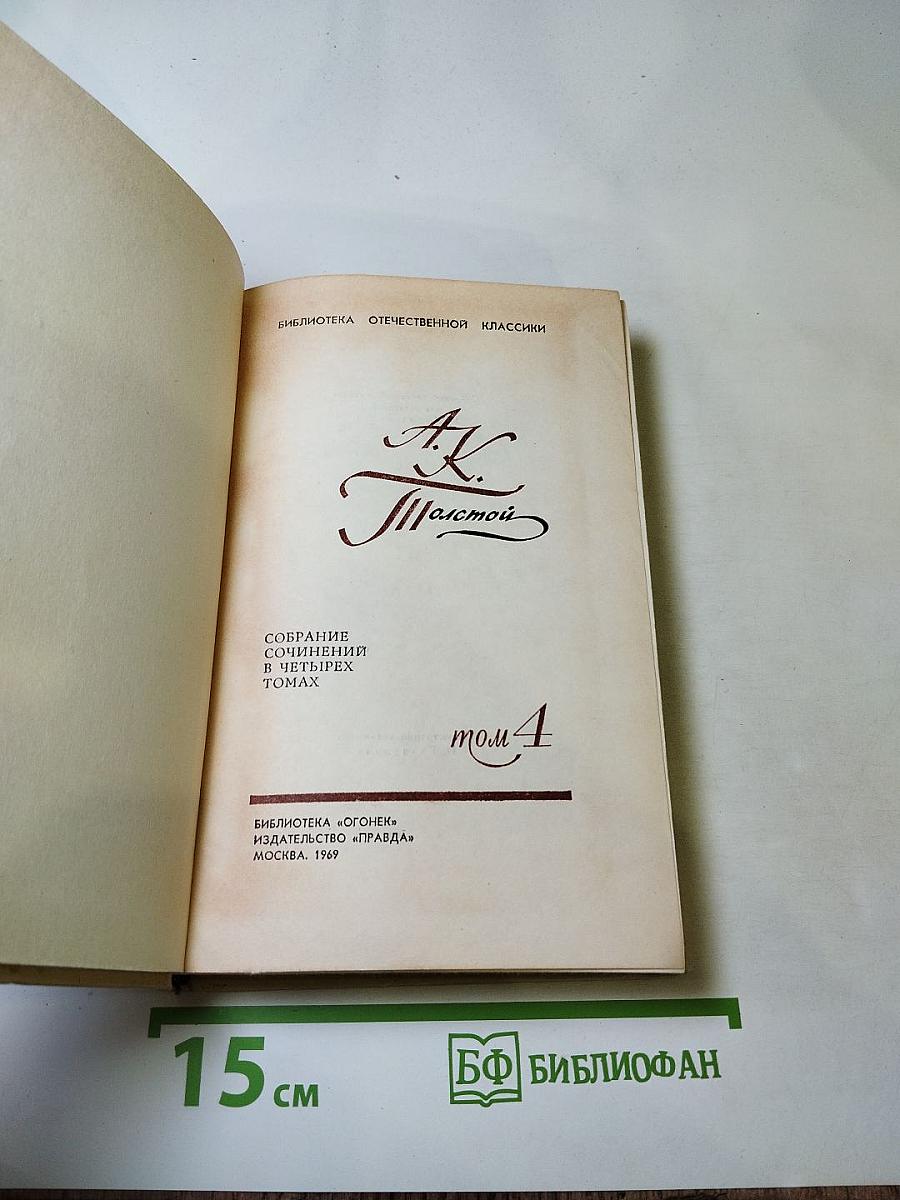 БИБЛИОТЕКА ОТЕЧЕСТВЕННОЙ КЛАССИКИ
А.К.
Толстой
СОБРАНИЕ
СОЧИНЕНИЙ
В ЧЕТЫРЕХ
ТОМАХ
том 4
БИБЛИОТЕКА «ОГОНЕК»
ИЗДАТЕЛЬСТВО «ПРАВДА»
МОСКВА. 1969
15 см
БФ БИБЛИОФАН